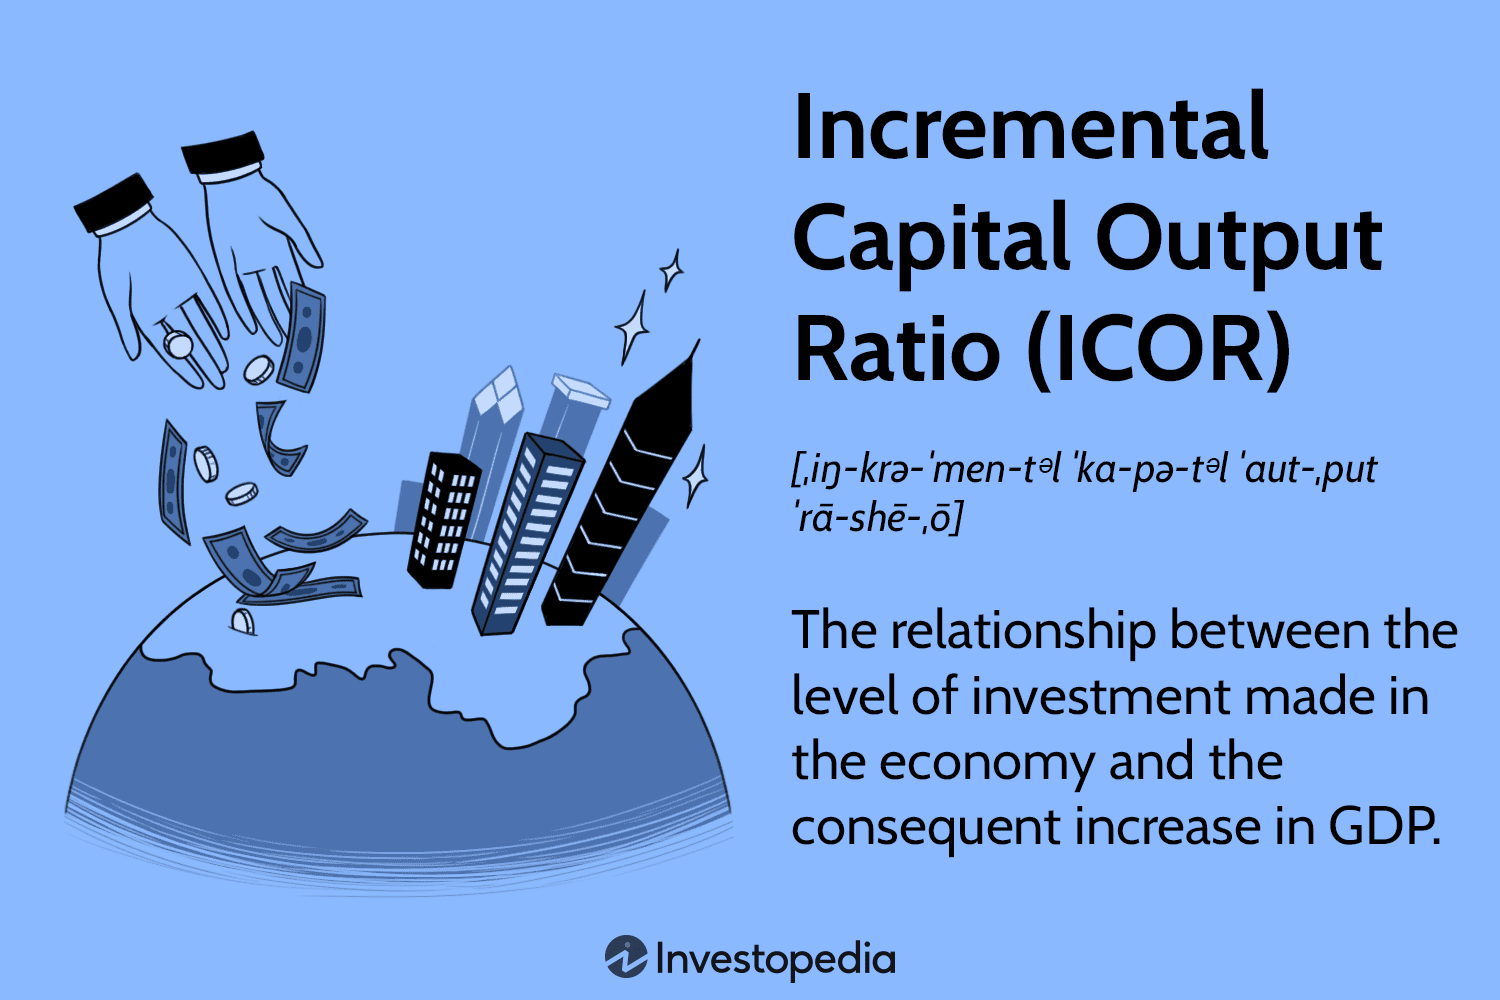 Incremental
Capital Output
Ratio (ICOR)
[ˌiŋ-krə-ˈmen-tᵊl ˈka-pə-tᵊl ˈaut-ˌput
ˈrā-shē-ˌō]
The relationship between the
level of investment made in
the economy and the
consequent increase in GDP.
Investopedia